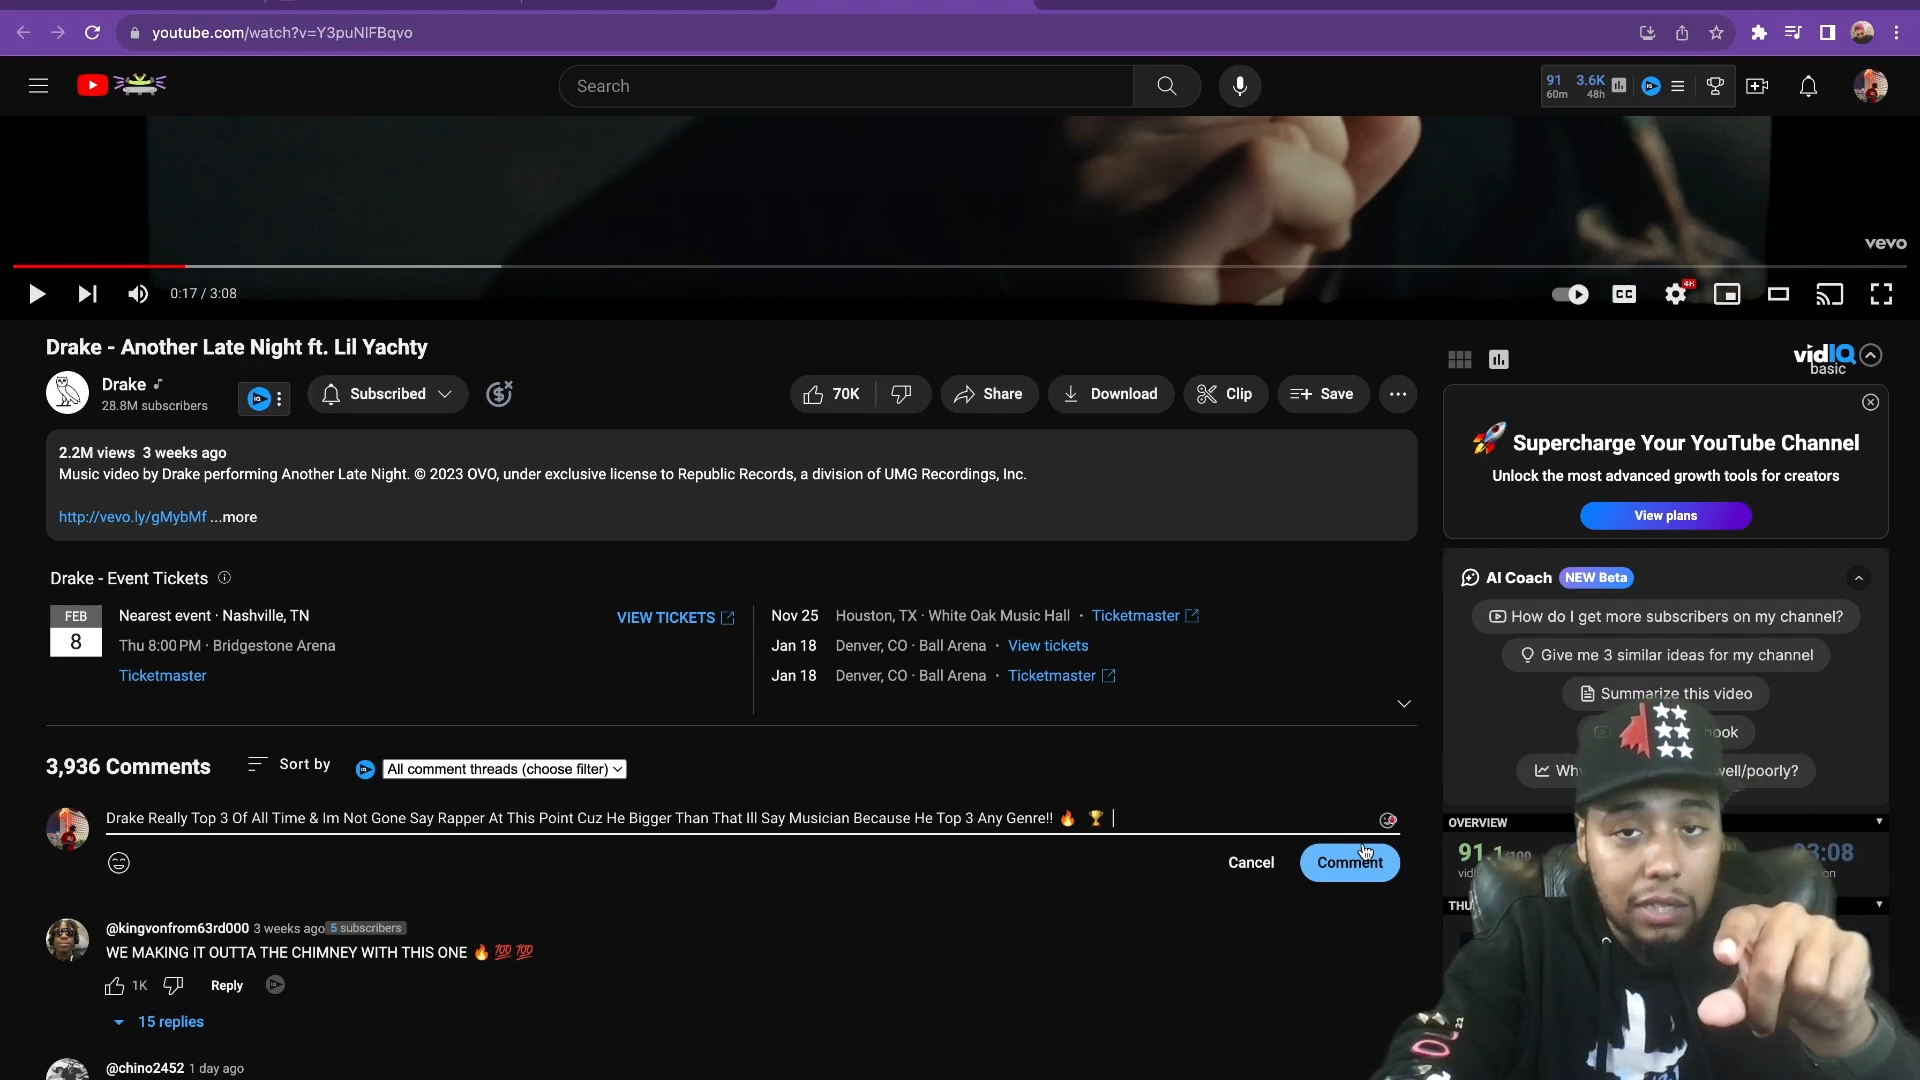 youtube.com/watch?v=Y3puNlFBqvo
Search
91 3.6K
60m 48h
vevo
0:17 / 3:08
CC
4K
Drake - Another Late Night ft. Lil Yachty
Drake
28.8M subscribers
Subscribed
70K
Share
Download
Clip
Save
vidIQ
basic
2.2M views 3 weeks ago
Music video by Drake performing Another Late Night. © 2023 OVO, under exclusive license to Republic Records, a division of UMG Recordings, Inc.
http://vevo.ly/gMybMf ...more
Supercharge Your YouTube Channel
Unlock the most advanced growth tools for creators
View plans
Drake - Event Tickets
FEB
8
Nearest event · Nashville, TN
Thu 8:00 PM · Bridgestone Arena
Ticketmaster
VIEW TICKETS
Nov 25 Houston, TX · White Oak Music Hall · Ticketmaster
Jan 18 Denver, CO · Ball Arena · View tickets
Jan 18 Denver, CO · Ball Arena · Ticketmaster
AI Coach NEW Beta
How do I get more subscribers on my channel?
Give me 3 similar ideas for my channel
Summarize this video
hook
Why well/poorly?
3,936 Comments
Sort by
All comment threads (choose filter)
Drake Really Top 3 Of All Time & Im Not Gone Say Rapper At This Point Cuz He Bigger Than That Ill Say Musician Because He Top 3 Any Genre!! 🔥 🏆
Cancel
Comment
OVERVIEW
91.1/100
03:08
@kingvonfrom63rd000 3 weeks ago 5 subscribers
WE MAKING IT OUTTA THE CHIMNEY WITH THIS ONE 🔥 💯 💯
1K
Reply
15 replies
@chino2452 1 day ago